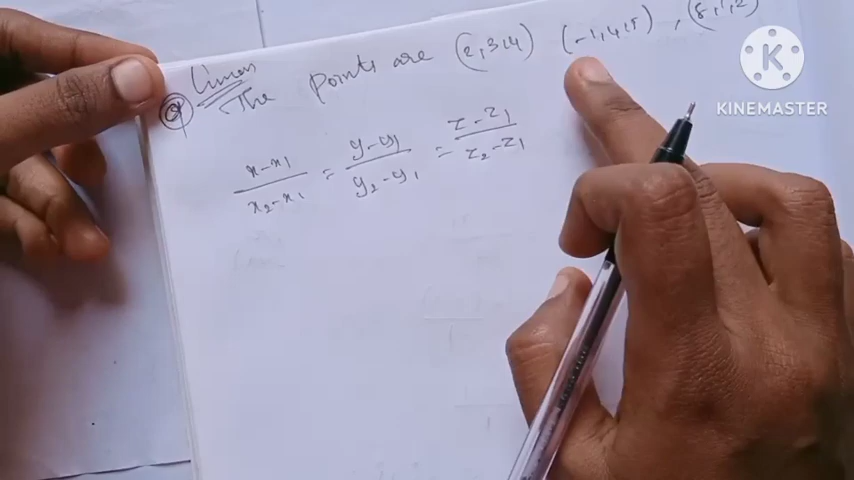 Given
The Points are (2,3,4) (-1,4,5), (8,1,2)
x-x₁/x₂-x₁ = y-y₁/y₂-y₁ = z-z₁/z₂-z₁
KINEMASTER